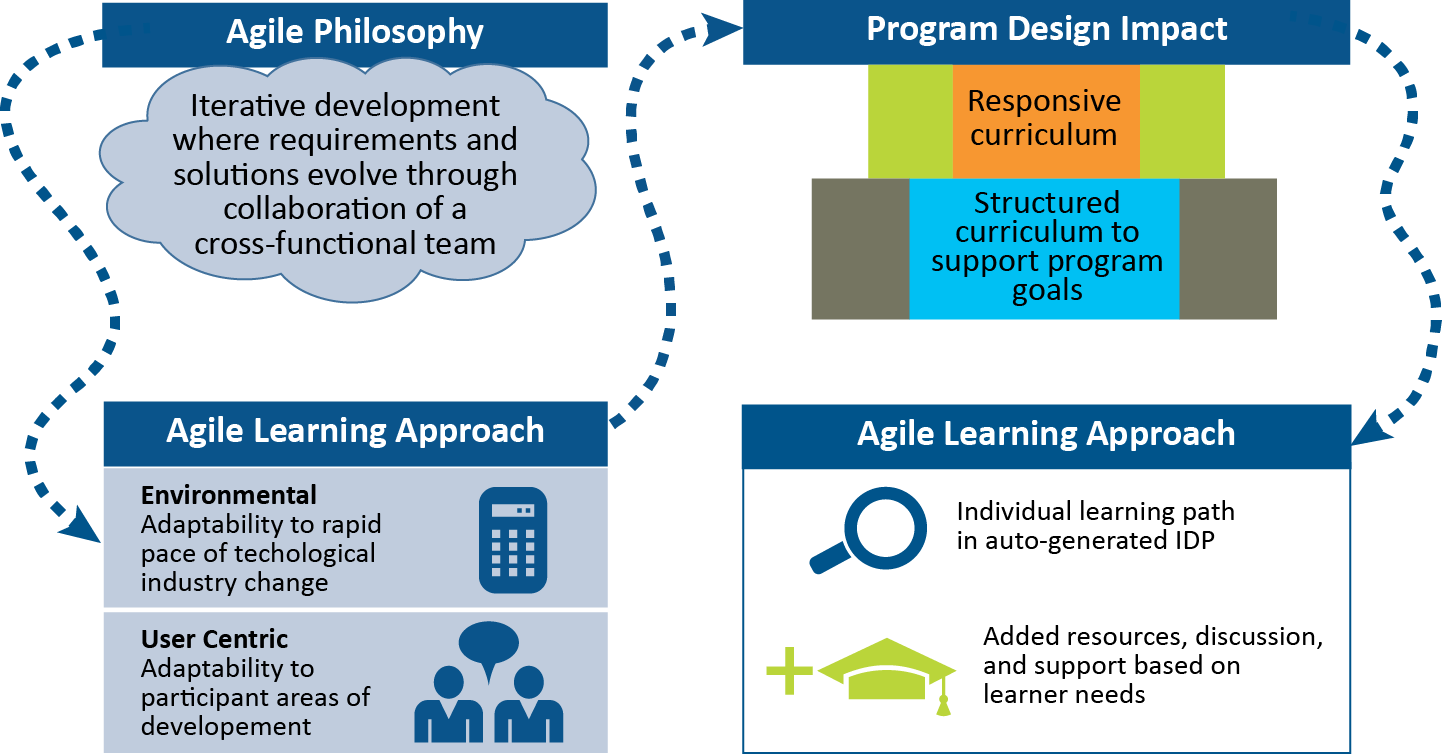 Agile Philosophy
Iterative development
where requirements and
solutions evolve through
collaboration of a
cross-functional team
Agile Learning Approach
Environmental
Adaptability to rapid
pace of techological
industry change
User Centric
Adaptability to
participant areas of
developement
Program Design Impact
Responsive
curriculum
Structured
curriculum to
support program
goals
Agile Learning Approach
Individual learning path
in auto-generated IDP
Added resources, discussion,
and support based on
learner needs